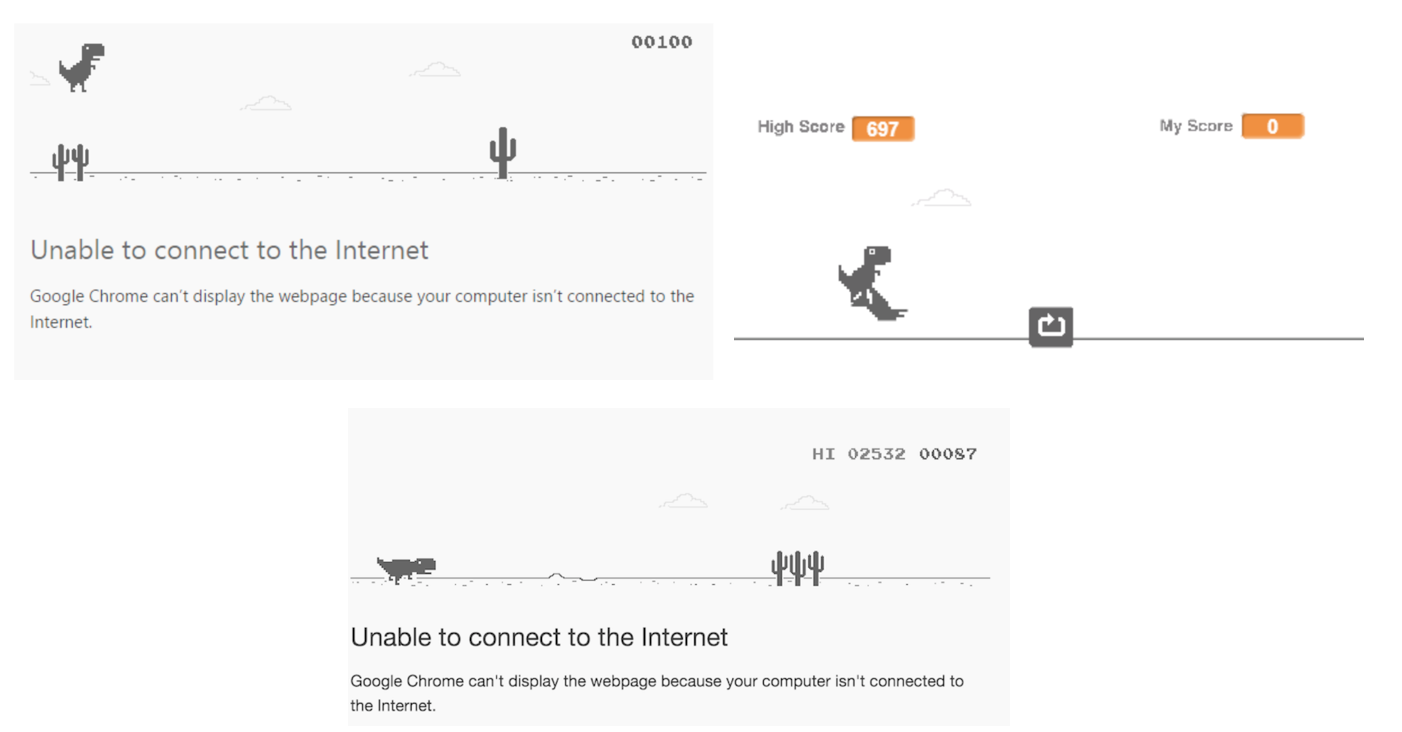 00100
Unable to connect to the Internet
Google Chrome can't display the webpage because your computer isn't connected to the
Internet.
High Score 697
My Score 0
HI 02532 00087
Unable to connect to the Internet
Google Chrome can't display the webpage because your computer isn't connected to
the Internet.